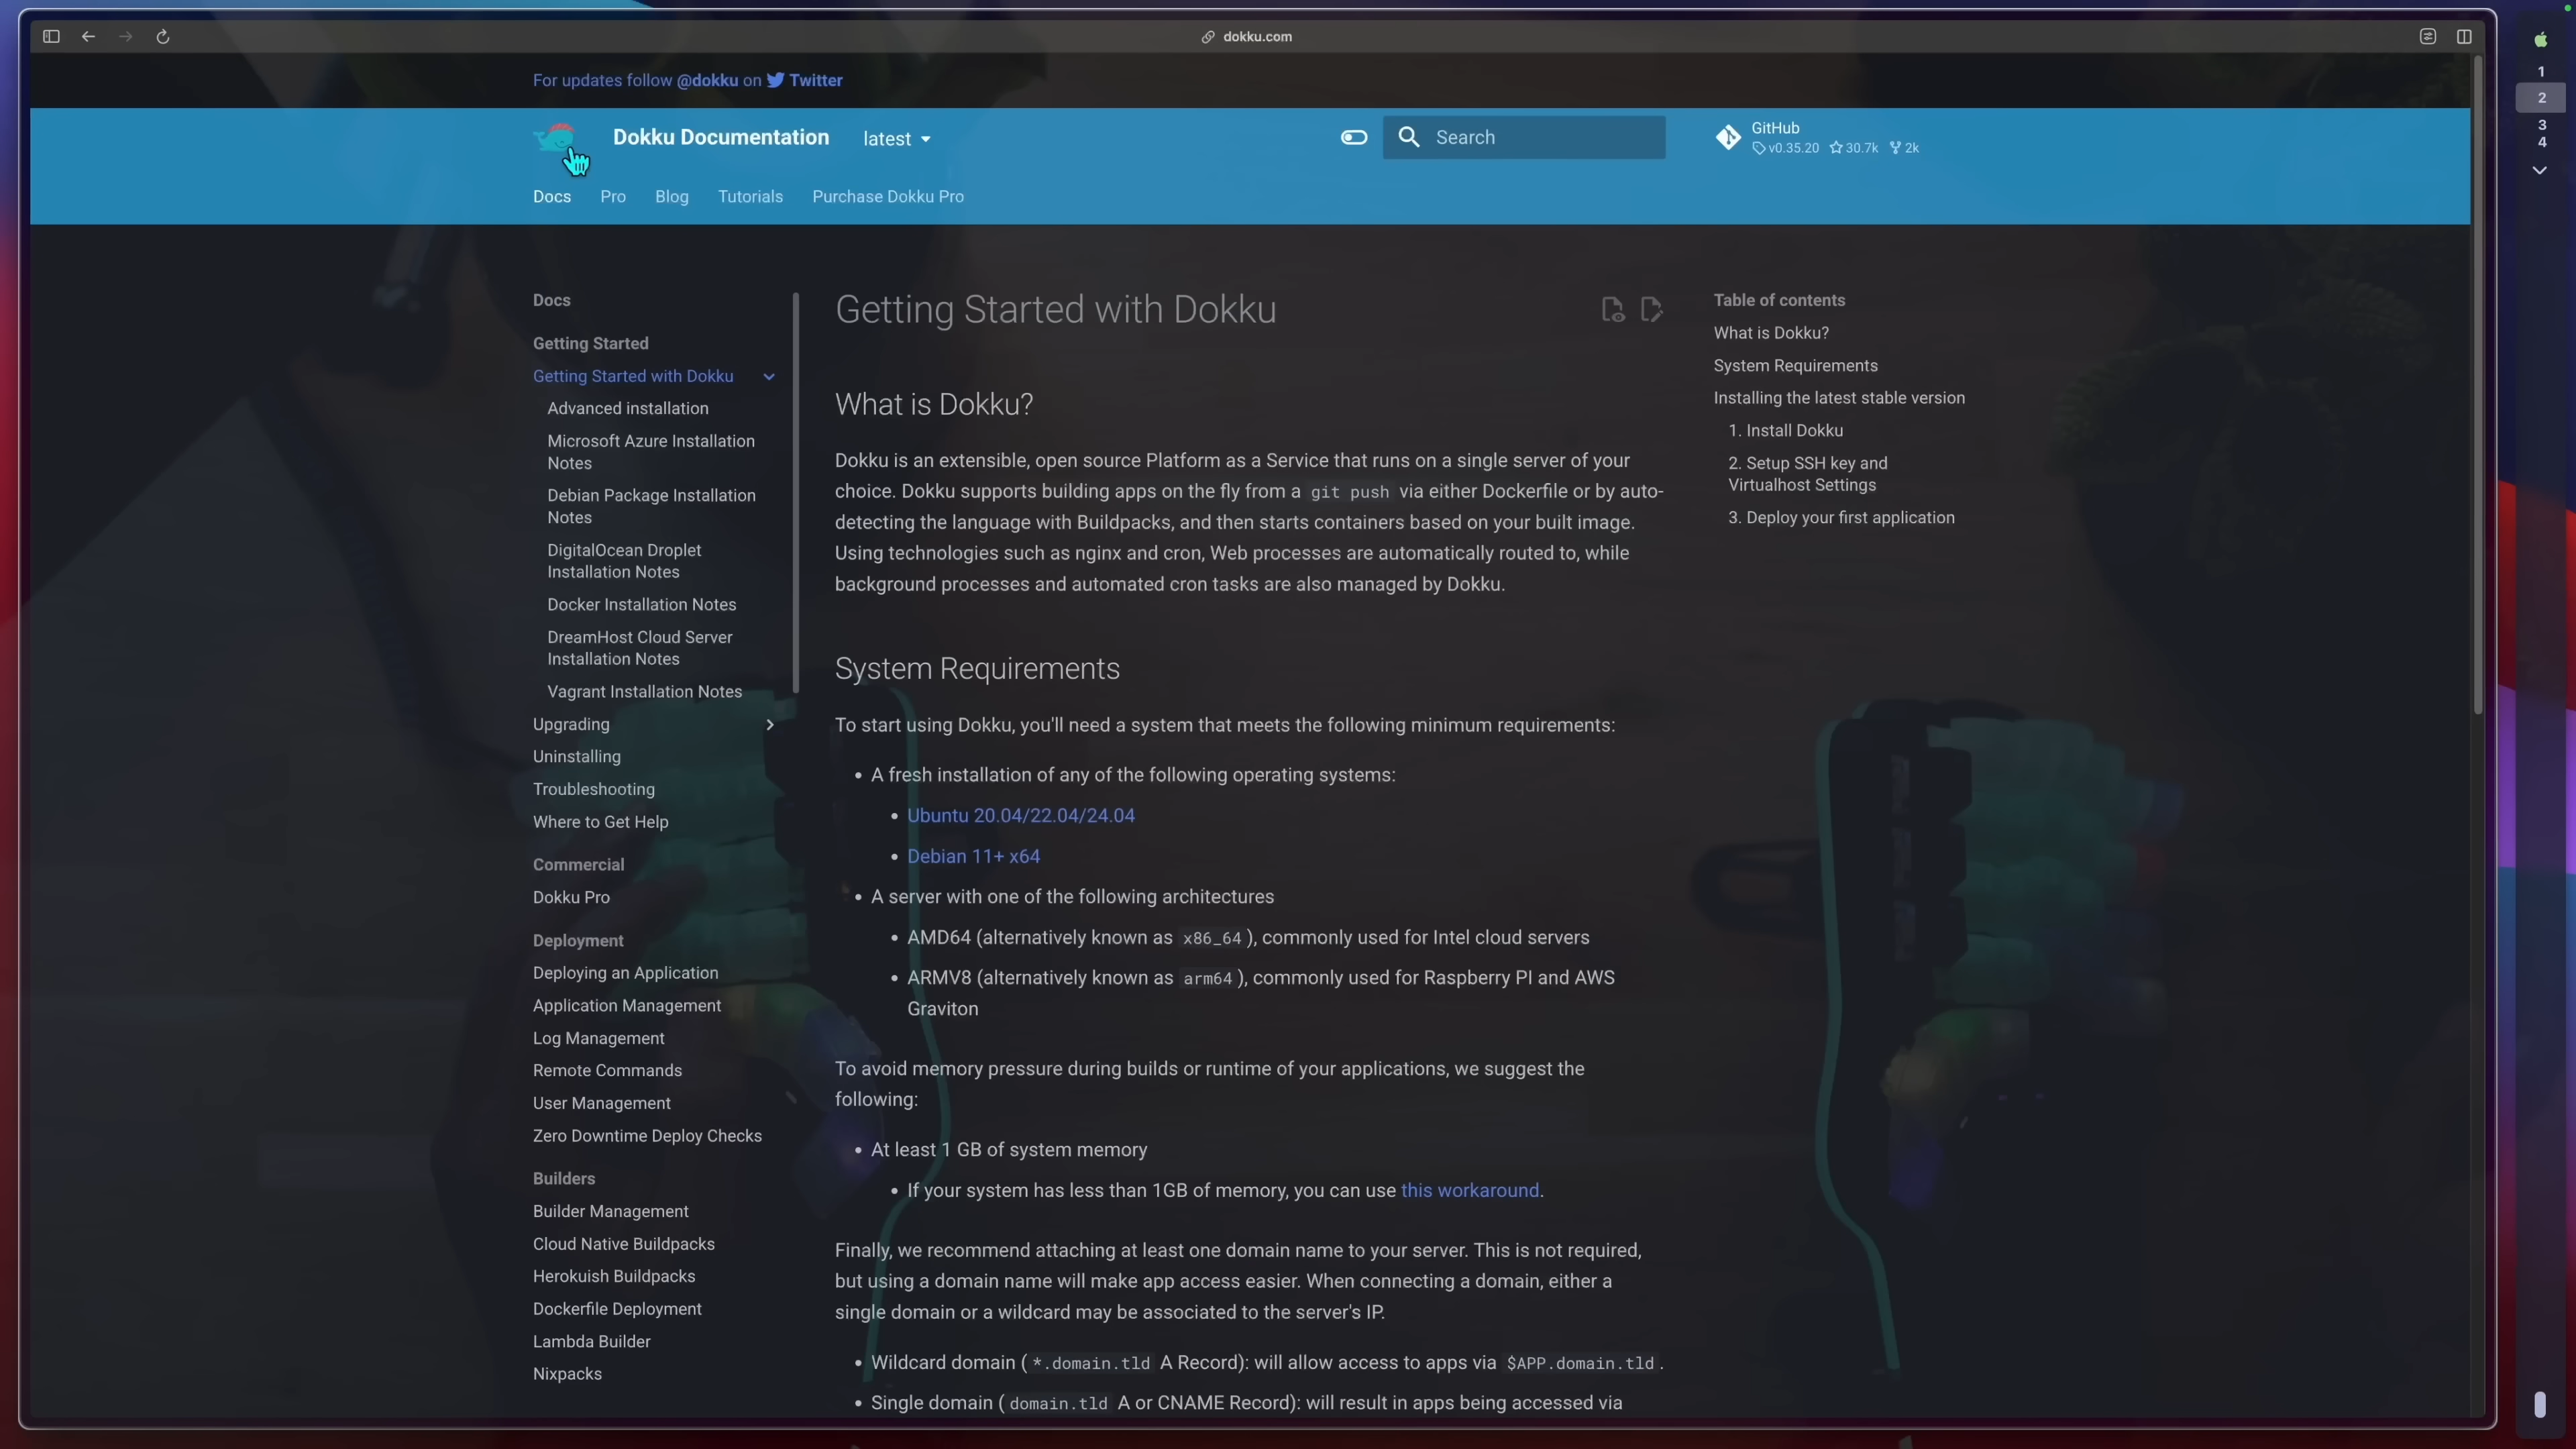 dokku.com
For updates follow @dokku on Twitter
Dokku Documentation
latest
Search
GitHub
v0.35.20 30.7k 2k
Docs Pro Blog Tutorials Purchase Dokku Pro
1
2
3
4
Docs
Getting Started
Getting Started with Dokku
Advanced installation
Microsoft Azure Installation
Notes
Debian Package Installation
Notes
DigitalOcean Droplet
Installation Notes
Docker Installation Notes
DreamHost Cloud Server
Installation Notes
Vagrant Installation Notes
Upgrading
Uninstalling
Troubleshooting
Where to Get Help
Commercial
Dokku Pro
Deployment
Deploying an Application
Application Management
Log Management
Remote Commands
User Management
Zero Downtime Deploy Checks
Builders
Builder Management
Cloud Native Buildpacks
Herokuish Buildpacks
Dockerfile Deployment
Lambda Builder
Nixpacks
Getting Started with Dokku
What is Dokku?
Dokku is an extensible, open source Platform as a Service that runs on a single server of your
choice. Dokku supports building apps on the fly from a git push via either Dockerfile or by auto-
detecting the language with Buildpacks, and then starts containers based on your built image.
Using technologies such as nginx and cron, Web processes are automatically routed to, while
background processes and automated cron tasks are also managed by Dokku.
System Requirements
To start using Dokku, you'll need a system that meets the following minimum requirements:
• A fresh installation of any of the following operating systems:
• Ubuntu 20.04/22.04/24.04
• Debian 11+ x64
• A server with one of the following architectures
• AMD64 (alternatively known as x86_64 ), commonly used for Intel cloud servers
• ARMV8 (alternatively known as arm64 ), commonly used for Raspberry PI and AWS
Graviton
To avoid memory pressure during builds or runtime of your applications, we suggest the
following:
• At least 1 GB of system memory
• If your system has less than 1GB of memory, you can use this workaround.
Finally, we recommend attaching at least one domain name to your server. This is not required,
but using a domain name will make app access easier. When connecting a domain, either a
single domain or a wildcard may be associated to the server's IP.
• Wildcard domain ( *.domain.tld A Record): will allow access to apps via $APP.domain.tld .
• Single domain ( domain.tld A or CNAME Record): will result in apps being accessed via
Table of contents
What is Dokku?
System Requirements
Installing the latest stable version
1. Install Dokku
2. Setup SSH key and
Virtualhost Settings
3. Deploy your first application